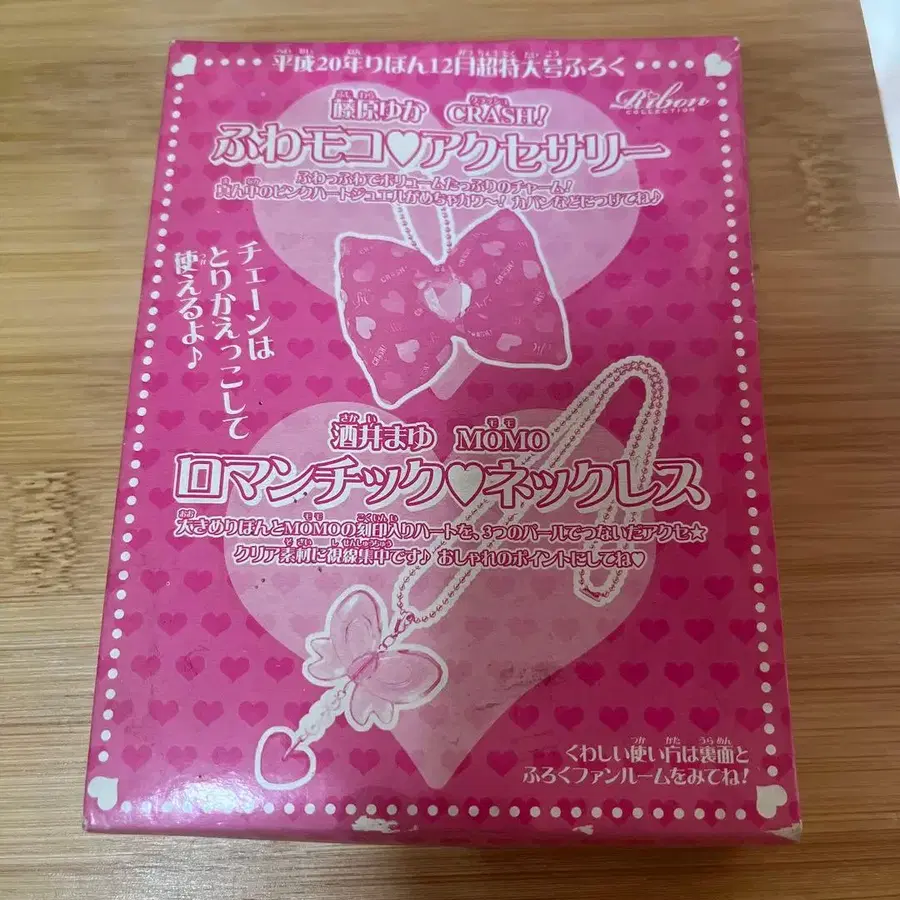 平成20年りぼん12月超特大号ふろく
Ribon
COLLECTION
藤原ゆか CRASH!
ふわモコ♥アクセサリー
ふわっふわでボリュームたっぷりのチャーム!
真ん中のピンクハートジュエルがめちゃカワ〜! カバンなどにつけてね♪
チェーンは
とりかえっこして
使えるよ♪
酒井まゆ MOMO
ロマンチック♥ネックレス
大きめりぼんとMOMOの刻印入りハートを、3つのパールでつないだアクセ★
クリア素材に視線集中です♪ おしゃれのポイントにしてね♥
くわしい使い方は裏面と
ふろくファンルームをみてね!